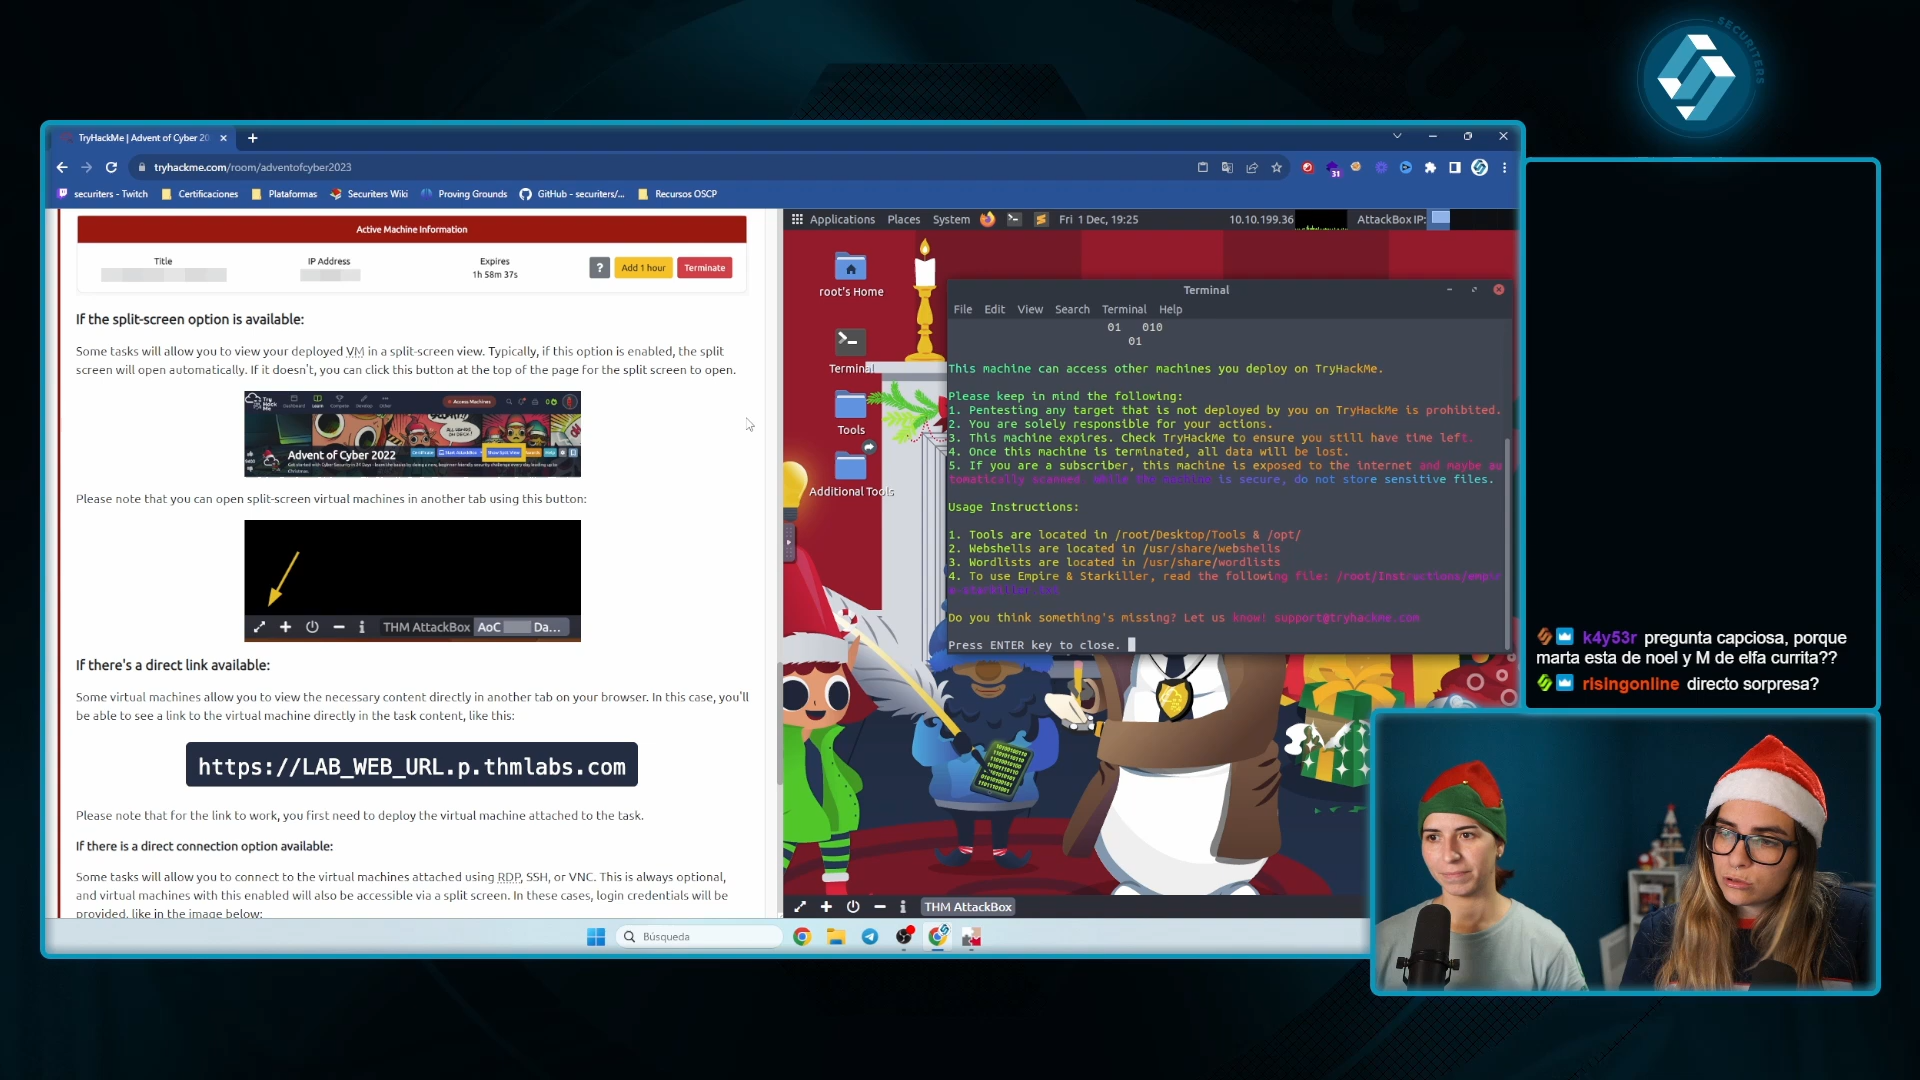 SECURITERS
TryHackMe | Advent of Cyber 20
tryhackme.com/room/adventofcyber2023
31
securiters - Twitch
Certificaciones
Plataformas
Securiters Wiki
Proving Grounds
GitHub - securiters/...
Recursos OSCP
Active Machine Information
Title
IP Address
Expires
1h 58m 37s
?
Add 1 hour
Terminate
If the split-screen option is available:
Some tasks will allow you to view your deployed VM in a split-screen view. Typically, if this option is enabled, the split
screen will open automatically. If it doesn't, you can click this button at the top of the page for the split screen to open.
Access Machines
Advent of Cyber 2022
Please note that you can open split-screen virtual machines in another tab using this button:
THM AttackBox
AoC
Da...
If there's a direct link available:
Some virtual machines allow you to view the necessary content directly in another tab on your browser. In this case, you'll
be able to see a link to the virtual machine directly in the task content, like this:
https://LAB_WEB_URL.p.thmlabs.com
Please note that for the link to work, you first need to deploy the virtual machine attached to the task.
If there is a direct connection option available:
Some tasks will allow you to connect to the virtual machines attached using RDP, SSH, or VNC. This is always optional,
and virtual machines with this enabled will also be accessible via a split screen. In these cases, login credentials will be
provided, like in the image below:
Applications
Places
System
Fri 1 Dec, 19:25
10.10.199.36
AttackBox IP:
root's Home
Terminal
Tools
Additional Tools
Terminal
File
Edit
View
Search
Terminal
Help
01 010
01
This machine can access other machines you deploy on TryHackMe.
Please keep in mind the following:
1. Pentesting any target that is not deployed by you on TryHackMe is prohibited.
2. You are solely responsible for your actions.
3. This machine expires. Check TryHackMe to ensure you still have time left.
4. Once this machine is terminated, all data will be lost.
5. If you are a subscriber, this machine is exposed to the internet and maybe au
tomatically scanned. While the machine is secure, do not store sensitive files.
Usage Instructions:
1. Tools are located in /root/Desktop/Tools & /opt/
2. Webshells are located in /usr/share/webshells
3. Wordlists are located in /usr/share/wordlists
4. To use Empire & Starkiller, read the following file: /root/Instructions/empir
e-starkiller.txt
Do you think something's missing? Let us know! support@tryhackme.com
Press ENTER key to close.
THM AttackBox
Búsqueda
k4y53r pregunta capciosa, porque
marta esta de noel y M de elfa currita??
risingonline directo sorpresa?